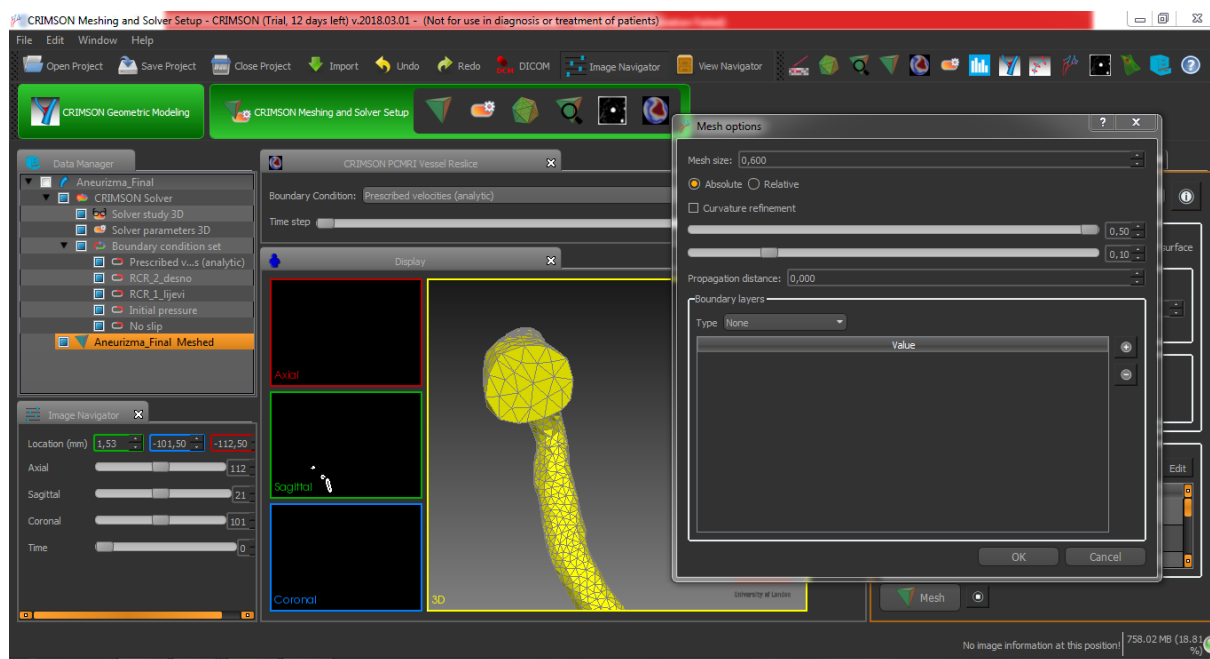 CRIMSON Meshing and Solver Setup - CRIMSON (Trial, 12 days left) v.2018.03.01 - (Not for use in diagnosis or treatment of patients)
File Edit Window Help
Open Project Save Project Close Project Import Undo Redo DICOM Image Navigator View Navigator
CRIMSON Geometric Modeling CRIMSON Meshing and Solver Setup
Data Manager
Aneurizma_Final
CRIMSON Solver
Solver study 3D
Solver parameters 3D
Boundary condition set
Prescribed v...s (analytic)
RCR_2_desno
RCR_1_lijevi
Initial pressure
No slip
Aneurizma_Final Meshed
Image Navigator
Location (mm) 1,53 -101,50 -112,50
Axial 112
Sagittal 21
Coronal 101
Time 0
CRIMSON PCMRI Vessel Reslice
Boundary Condition: Prescribed velocities (analytic)
Time step
Display
Axial
Sagittal
Coronal
3D
University of London
Mesh options
Mesh size: 0,600
Absolute Relative
Curvature refinement
0,50
0,10
Propagation distance: 0,000
Boundary layers
Type None
Value
OK Cancel
surface
Edit
Mesh
No image information at this position! 758.02 MB (18.81 %)